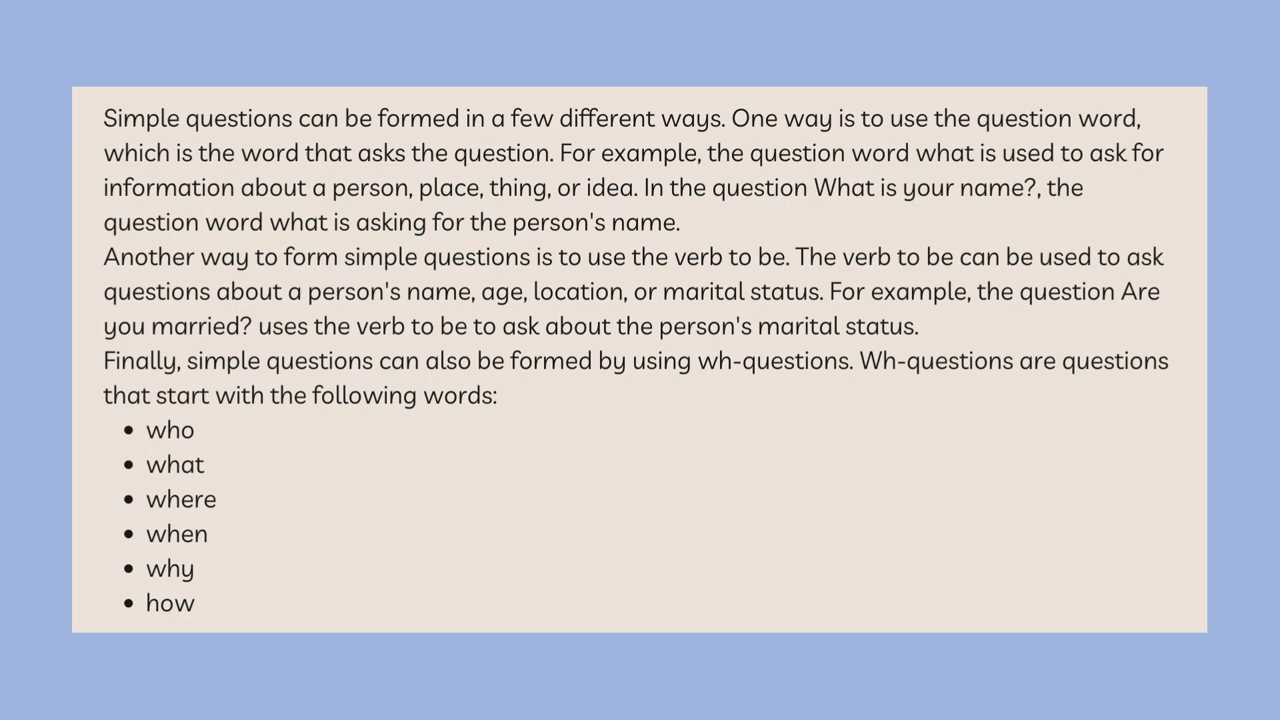 Simple questions can be formed in a few different ways. One way is to use the question word,
which is the word that asks the question. For example, the question word what is used to ask for
information about a person, place, thing, or idea. In the question What is your name?, the
question word what is asking for the person's name.
Another way to form simple questions is to use the verb to be. The verb to be can be used to ask
questions about a person's name, age, location, or marital status. For example, the question Are
you married? uses the verb to be to ask about the person's marital status.
Finally, simple questions can also be formed by using wh-questions. Wh-questions are questions
that start with the following words:
• who
• what
• where
• when
• why
• how